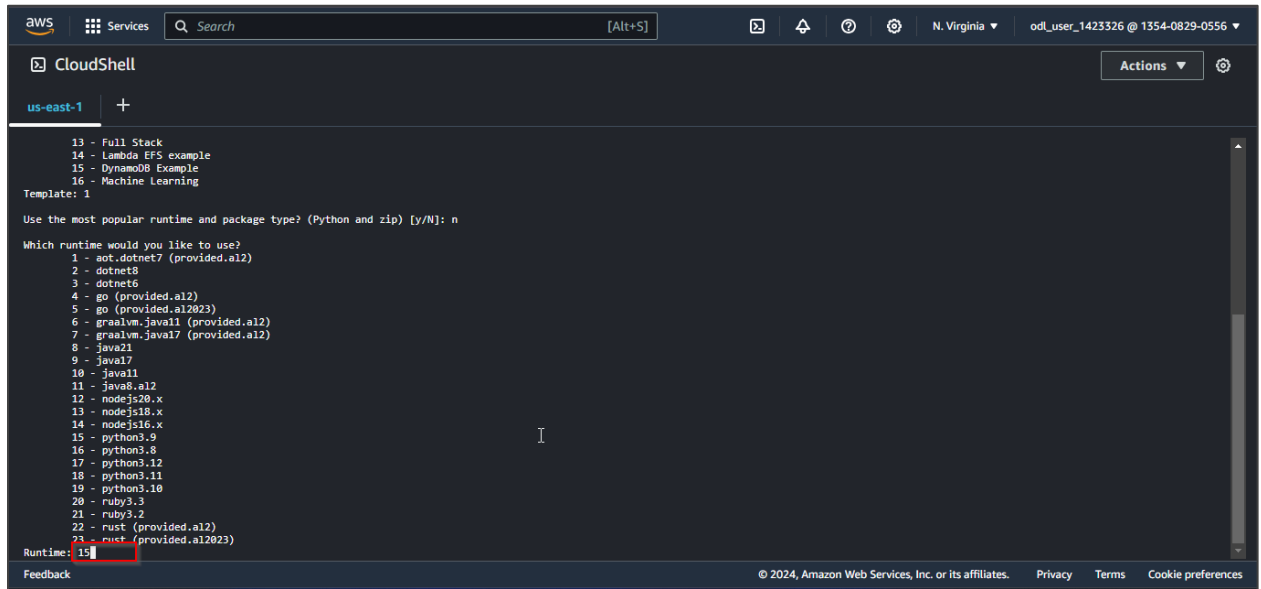 aws
Services
Search
[Alt+S]
N. Virginia ▼
odl_user_1423326 @ 1354-0829-0556 ▼
CloudShell
Actions ▼
us-east-1
+
13 - Full Stack
14 - Lambda EFS example
15 - DynamoDB Example
16 - Machine Learning
Template: 1
Use the most popular runtime and package type? (Python and zip) [y/N]: n
Which runtime would you like to use?
1 - aot.dotnet7 (provided.al2)
2 - dotnet8
3 - dotnet6
4 - go (provided.al2)
5 - go (provided.al2023)
6 - graalvm.java11 (provided.al2)
7 - graalvm.java17 (provided.al2)
8 - java21
9 - java17
10 - java11
11 - java8.al2
12 - nodejs20.x
13 - nodejs18.x
14 - nodejs16.x
15 - python3.9
16 - python3.8
17 - python3.12
18 - python3.11
19 - python3.10
20 - ruby3.3
21 - ruby3.2
22 - rust (provided.al2)
23 - rust (provided.al2023)
Runtime: 15
Feedback
© 2024, Amazon Web Services, Inc. or its affiliates.
Privacy
Terms
Cookie preferences